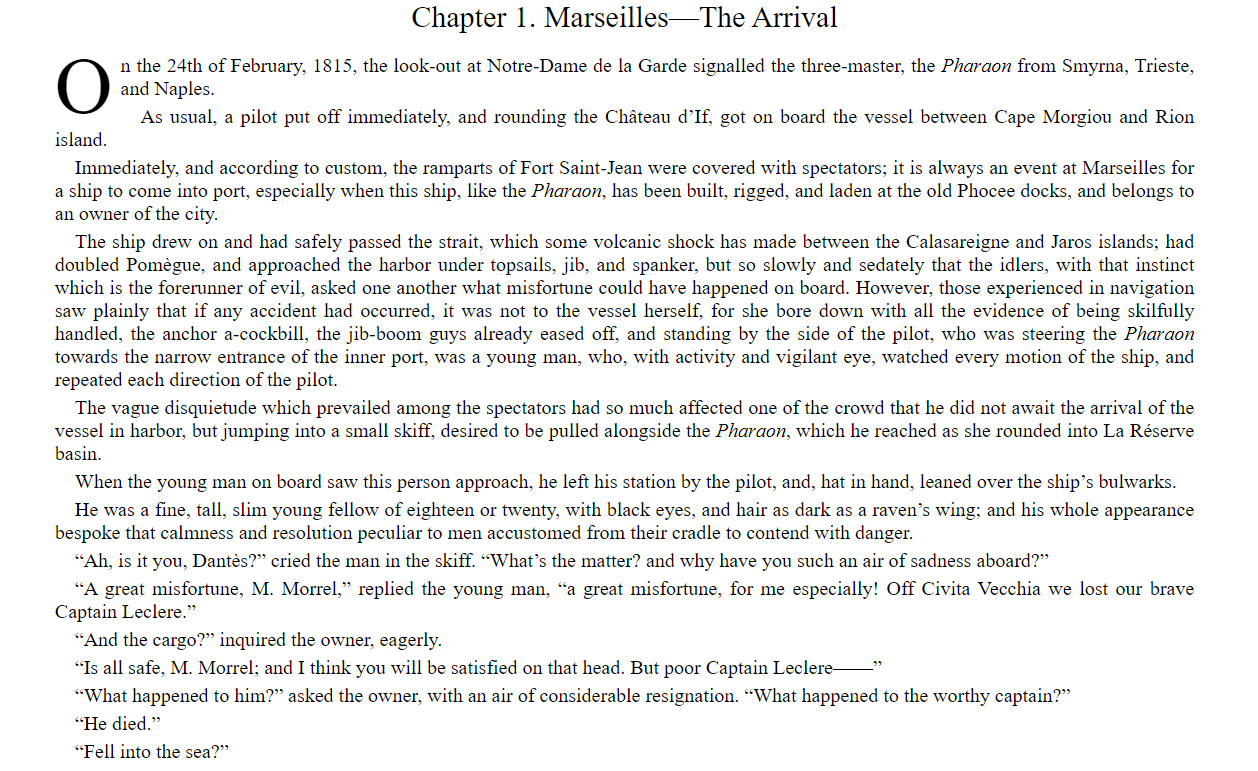 Chapter 1. Marseilles—The Arrival
On the 24th of February, 1815, the look-out at Notre-Dame de la Garde signalled the three-master, the Pharaon from Smyrna, Trieste,
and Naples.
As usual, a pilot put off immediately, and rounding the Château d’If, got on board the vessel between Cape Morgiou and Rion
island.
Immediately, and according to custom, the ramparts of Fort Saint-Jean were covered with spectators; it is always an event at Marseilles for
a ship to come into port, especially when this ship, like the Pharaon, has been built, rigged, and laden at the old Phocee docks, and belongs to
an owner of the city.
The ship drew on and had safely passed the strait, which some volcanic shock has made between the Calasareigne and Jaros islands; had
doubled Pomègue, and approached the harbor under topsails, jib, and spanker, but so slowly and sedately that the idlers, with that instinct
which is the forerunner of evil, asked one another what misfortune could have happened on board. However, those experienced in navigation
saw plainly that if any accident had occurred, it was not to the vessel herself, for she bore down with all the evidence of being skilfully
handled, the anchor a-cockbill, the jib-boom guys already eased off, and standing by the side of the pilot, who was steering the Pharaon
towards the narrow entrance of the inner port, was a young man, who, with activity and vigilant eye, watched every motion of the ship, and
repeated each direction of the pilot.
The vague disquietude which prevailed among the spectators had so much affected one of the crowd that he did not await the arrival of the
vessel in harbor, but jumping into a small skiff, desired to be pulled alongside the Pharaon, which he reached as she rounded into La Réserve
basin.
When the young man on board saw this person approach, he left his station by the pilot, and, hat in hand, leaned over the ship’s bulwarks.
He was a fine, tall, slim young fellow of eighteen or twenty, with black eyes, and hair as dark as a raven’s wing; and his whole appearance
bespoke that calmness and resolution peculiar to men accustomed from their cradle to contend with danger.
“Ah, is it you, Dantès?” cried the man in the skiff. “What’s the matter? and why have you such an air of sadness aboard?”
“A great misfortune, M. Morrel,” replied the young man, “a great misfortune, for me especially! Off Civita Vecchia we lost our brave
Captain Leclere.”
“And the cargo?” inquired the owner, eagerly.
“Is all safe, M. Morrel; and I think you will be satisfied on that head. But poor Captain Leclere——”
“What happened to him?” asked the owner, with an air of considerable resignation. “What happened to the worthy captain?”
“He died.”
“Fell into the sea?”